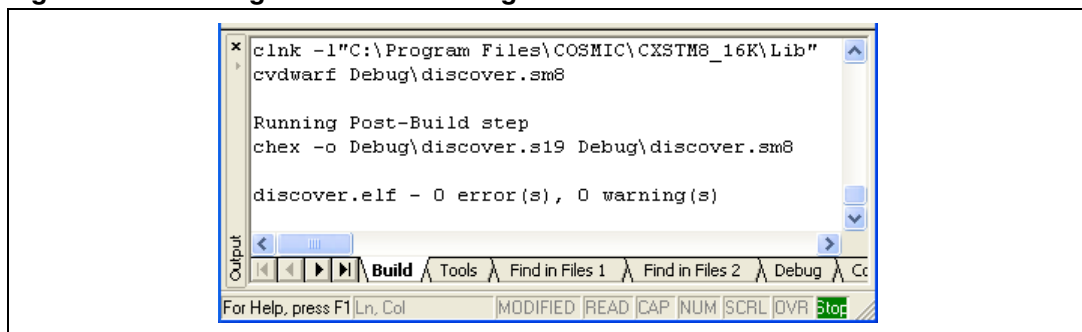 clnk -l"C:\Program Files\COSMIC\CXSTM8_16K\Lib"
cvdwarf Debug\discover.sm8
Running Post-Build step
chex -o Debug\discover.s19 Debug\discover.sm8
discover.elf - 0 error(s), 0 warning(s)
Output
Build Tools Find in Files 1 Find in Files 2 Debug
For Help, press F1 Ln, Col MODIFIED READ CAP NUM SCRL OVR Stop